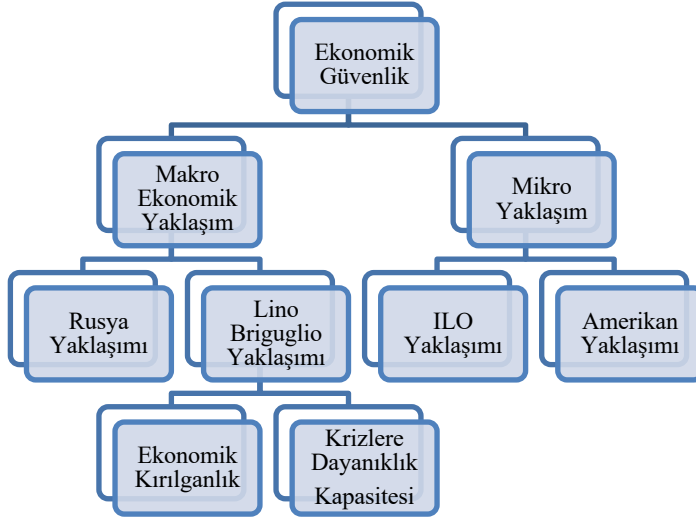 Ekonomik
Güvenlik
Makro
Ekonomik
Yaklaşım
Mikro
Yaklaşım
Rusya
Yaklaşımı
Lino
Briguglio
Yaklaşımı
ILO
Yaklaşımı
Amerikan
Yaklaşımı
Ekonomik
Kırılganlık
Krizlere
Dayanıklık
Kapasitesi